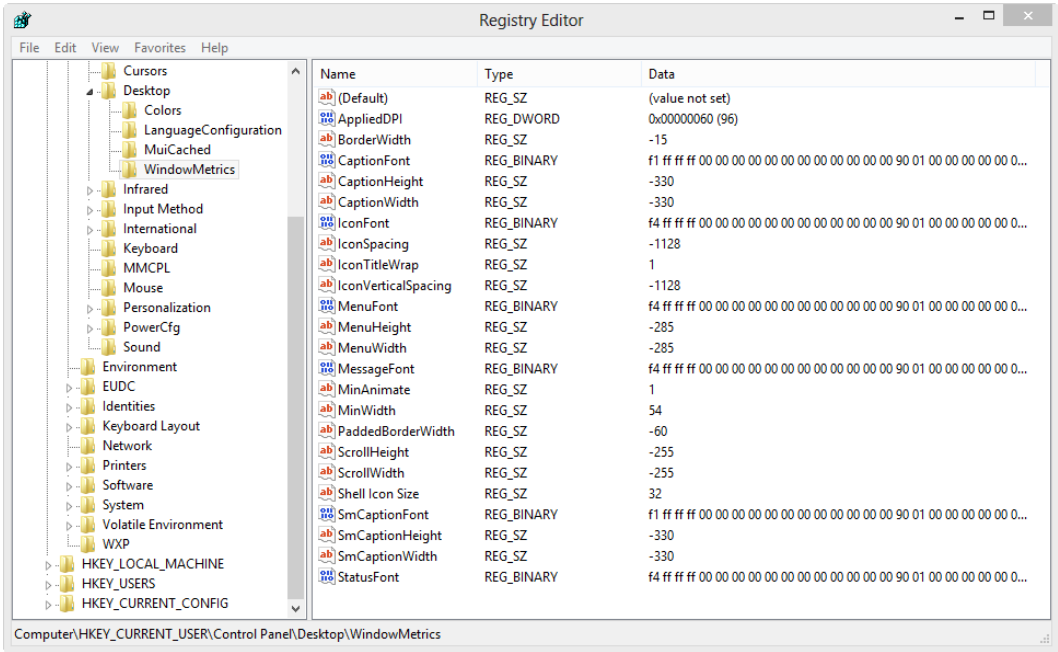 Registry Editor
File Edit View Favorites Help
Cursors
Desktop
Colors
LanguageConfiguration
MuiCached
WindowMetrics
Infrared
Input Method
International
Keyboard
MMCPL
Mouse
Personalization
PowerCfg
Sound
Environment
EUDC
Identities
Keyboard Layout
Network
Printers
Software
System
Volatile Environment
WXP
HKEY_LOCAL_MACHINE
HKEY_USERS
HKEY_CURRENT_CONFIG
Name Type Data
(Default) REG_SZ (value not set)
AppliedDPI REG_DWORD 0x00000060 (96)
BorderWidth REG_SZ -15
CaptionFont REG_BINARY f1 ff ff ff 00 00 00 00 00 00 00 00 00 00 00 00 90 01 00 00 00 00 0...
CaptionHeight REG_SZ -330
CaptionWidth REG_SZ -330
IconFont REG_BINARY f4 ff ff ff 00 00 00 00 00 00 00 00 00 00 00 00 90 01 00 00 00 00 0...
IconSpacing REG_SZ -1128
IconTitleWrap REG_SZ 1
IconVerticalSpacing REG_SZ -1128
MenuFont REG_BINARY f4 ff ff ff 00 00 00 00 00 00 00 00 00 00 00 00 90 01 00 00 00 00 0...
MenuHeight REG_SZ -285
MenuWidth REG_SZ -285
MessageFont REG_BINARY f4 ff ff ff 00 00 00 00 00 00 00 00 00 00 00 00 90 01 00 00 00 00 0...
MinAnimate REG_SZ 1
MinWidth REG_SZ 54
PaddedBorderWidth REG_SZ -60
ScrollHeight REG_SZ -255
ScrollWidth REG_SZ -255
Shell Icon Size REG_SZ 32
SmCaptionFont REG_BINARY f1 ff ff ff 00 00 00 00 00 00 00 00 00 00 00 00 90 01 00 00 00 00 0...
SmCaptionHeight REG_SZ -330
SmCaptionWidth REG_SZ -330
StatusFont REG_BINARY f4 ff ff ff 00 00 00 00 00 00 00 00 00 00 00 00 90 01 00 00 00 00 0...
Computer\HKEY_CURRENT_USER\Control Panel\Desktop\WindowMetrics